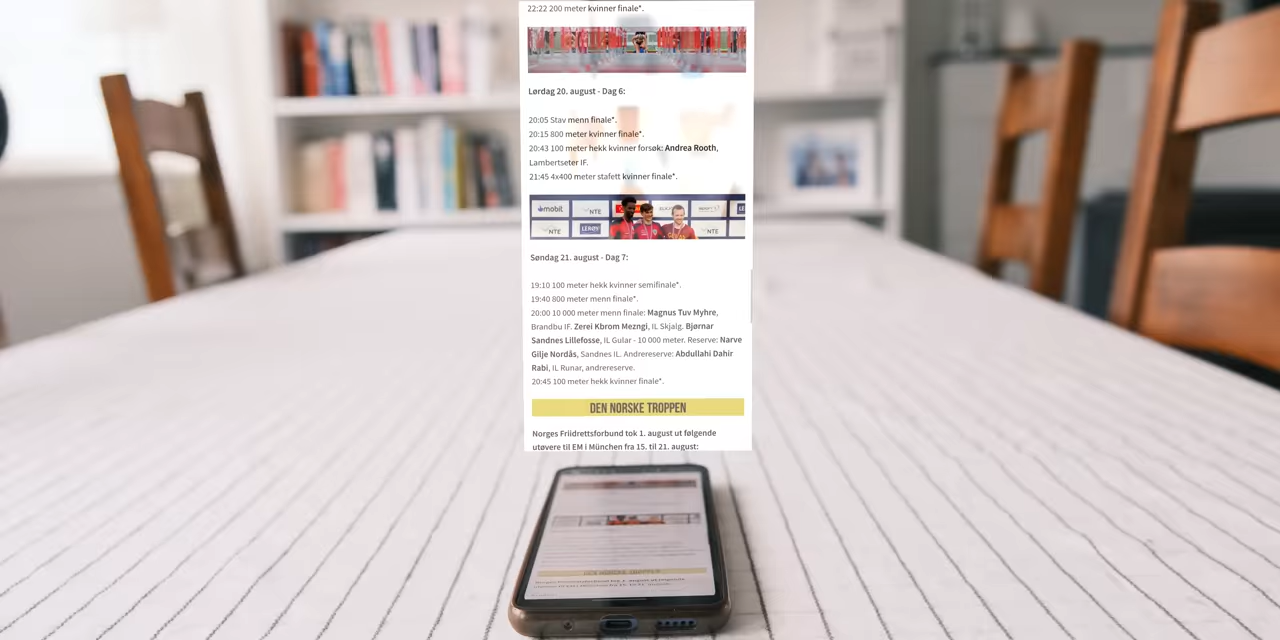 22:22 200 meter kvinner finale*.
Lørdag 20. august - Dag 6:
20:05 Stav menn finale*.
20:15 800 meter kvinner finale*.
20:43 100 meter hekk kvinner forsøk: Andrea Rooth,
Lambertseter IF.
21:45 4x400 meter stafett kvinner finale*.
mobil NTE
NTE LERØY NTE
Søndag 21. august - Dag 7:
19:10 100 meter hekk kvinner semifinale*.
19:40 800 meter menn finale*.
20:00 10 000 meter menn finale: Magnus Tuv Myhre,
Brandbu IF. Zerei Kbrom Mezngi, IL Skjalg. Bjørnar
Sandnes Lillefosse, IL Gular - 10 000 meter. Reserve: Narve
Gilje Nordås, Sandnes IL. Andrereserve: Abdullahi Dahir
Rabi, IL Runar, andrereserve.
20:45 100 meter hekk kvinner finale*.
DEN NORSKE TROPPEN
Norges Friidrettsforbund tok 1. august ut følgende
utøvere til EM i München fra 15. til 21. august: